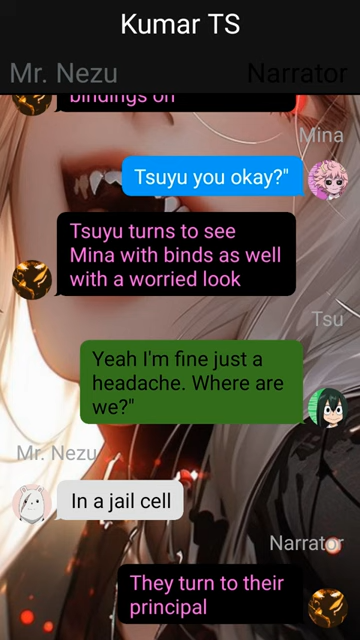 Kumar TS
Mr. Nezu
Narrator
bindings on
Mina
Tsuyu you okay?"
Tsuyu turns to see
Mina with binds as well
with a worried look
Tsu
Yeah I'm fine just a
headache. Where are
we?"
Mr. Nezu
In a jail cell
Narrator
They turn to their
principal